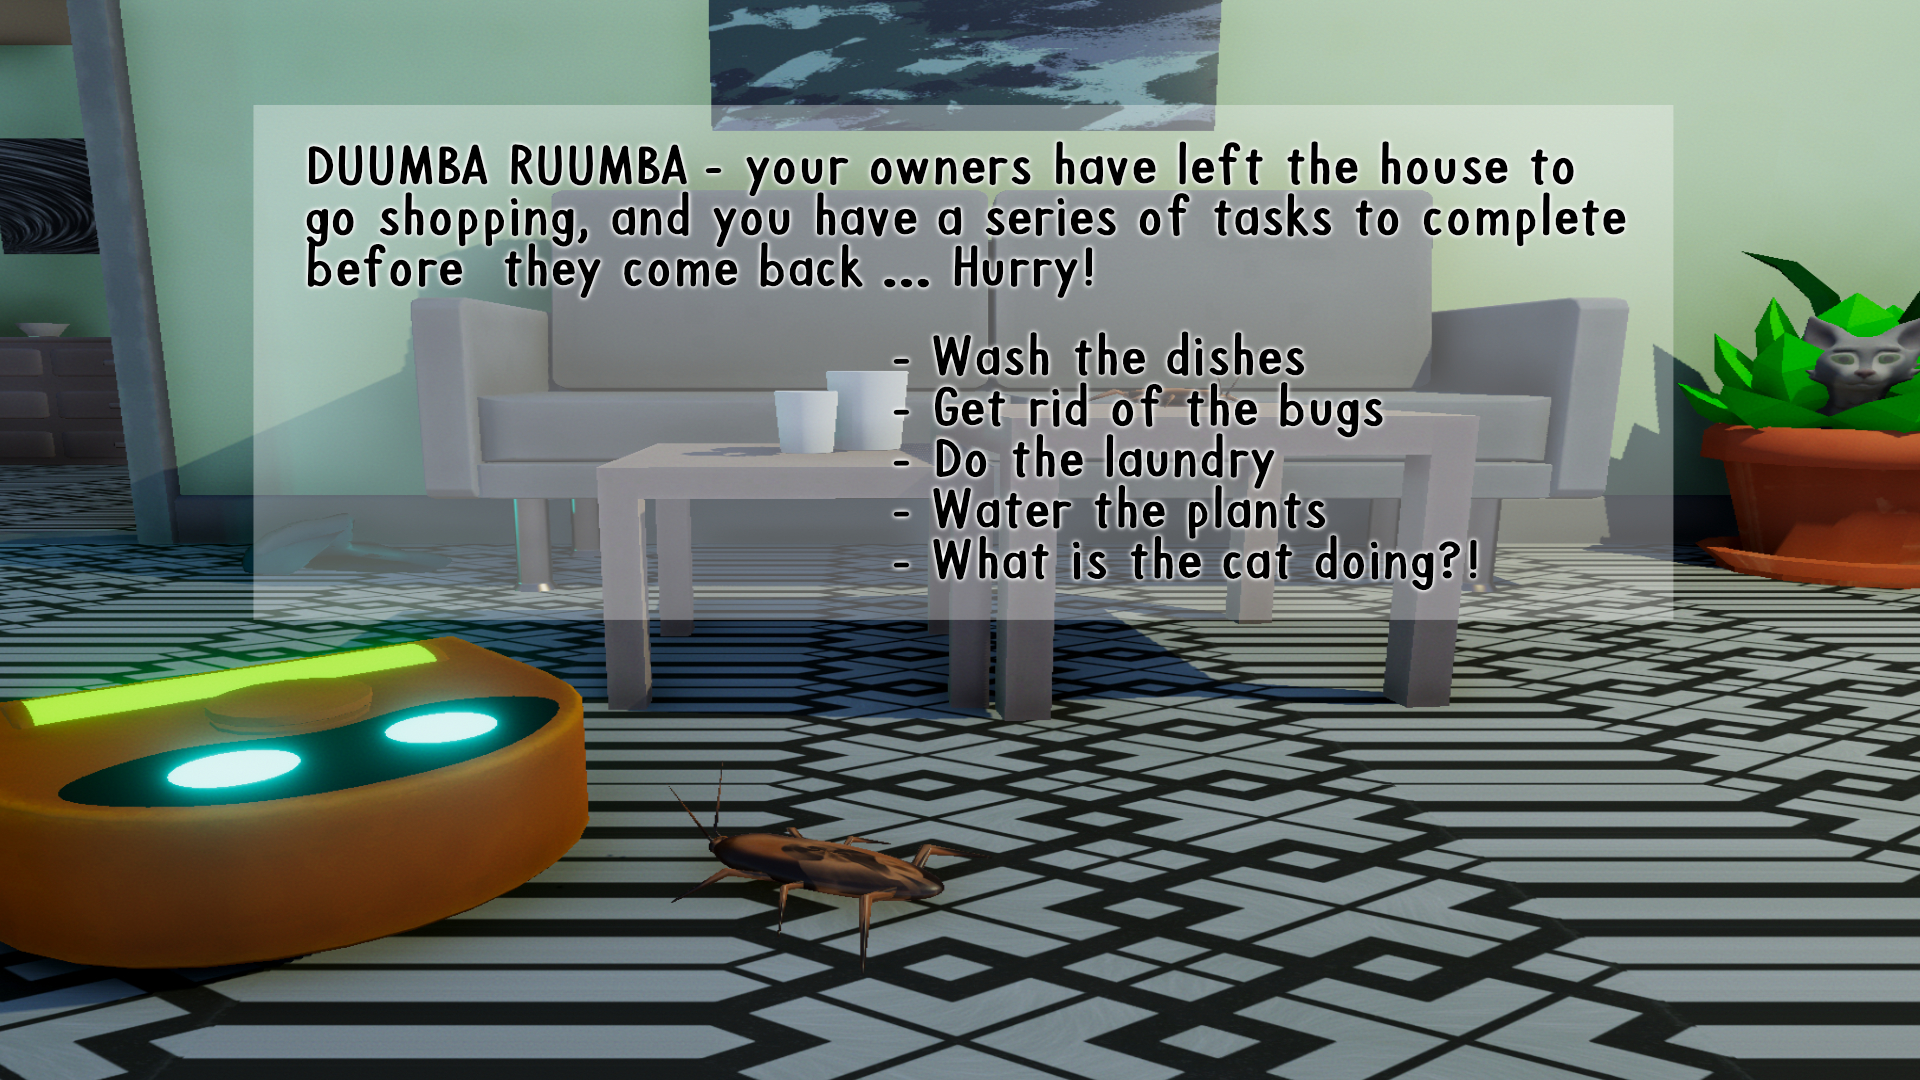 DUUMBA RUUMBA - your owners have left the house to
go shopping, and you have a series of tasks to complete
before  they come back ... Hurry!
- Wash the dishes
- Get rid of the bugs
- Do the laundry
- Water the plants
- What is the cat doing?!